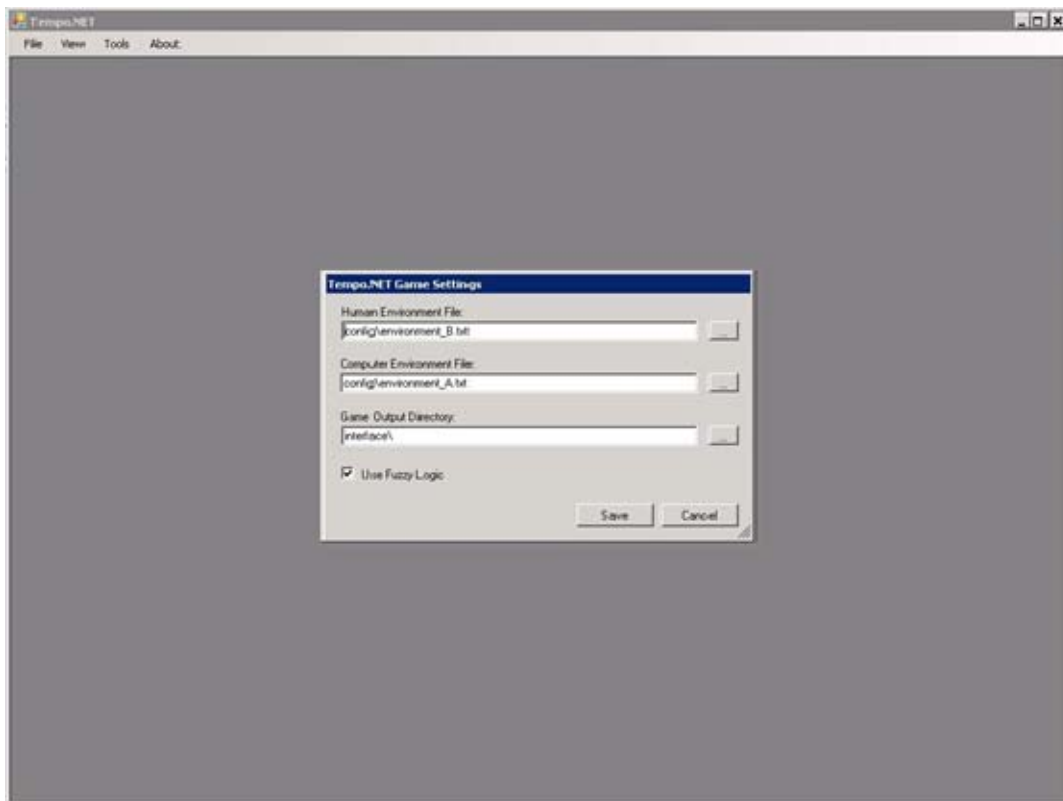 Tempo.NET
File View Tools About
Tempo.NET Game Settings
Human Environment File:
config\environment_B.txt
...
Computer Environment File:
config\environment_A.txt
...
Game Output Directory:
interface\
...
Use Fuzzy Logic
Save Cancel